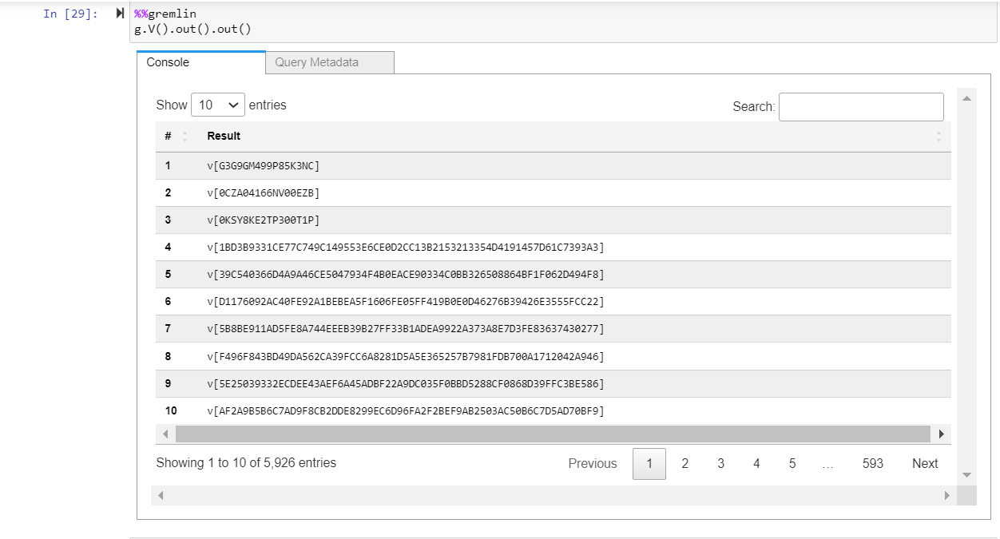 In [29]:
%%gremlin
g.V().out().out()
Console Query Metadata
Show 10 entries Search:
# Result
1 v[G3G9GM499P85K3NC]
2 v[0CZA04166NV00EZB]
3 v[0KSY8KE2TP300T1P]
4 v[1BD3B9331CE77C749C149553E6CE0D2CC13B2153213354D4191457D61C7393A3]
5 v[39C540366D4A9A46CE5047934F4B0EACE90334C0BB326508864BF1F062D494F8]
6 v[D1176092AC40FE92A1BEBEA5F1606FE05FF419B0E0D46276B39426E3555FCC22]
7 v[5B8BE911AD5FE8A744EEEB39B27FF33B1ADEA9922A373A8E7D3FE83637430277]
8 v[F496F843BD49DA562CA39FCC6A8281D5A5E365257B7981FDB700A1712042A946]
9 v[5E25039332ECDEE43AEF6A45ADBF22A9DC035F0BBD5288CF0868D39FFC3BE586]
10 v[AF2A9B5B6C7AD9F8CB2DDE8299EC6D96FA2F2BEF9AB2503AC50B6C7D5AD70BF9]
Showing 1 to 10 of 5,926 entries Previous 1 2 3 4 5 … 593 Next